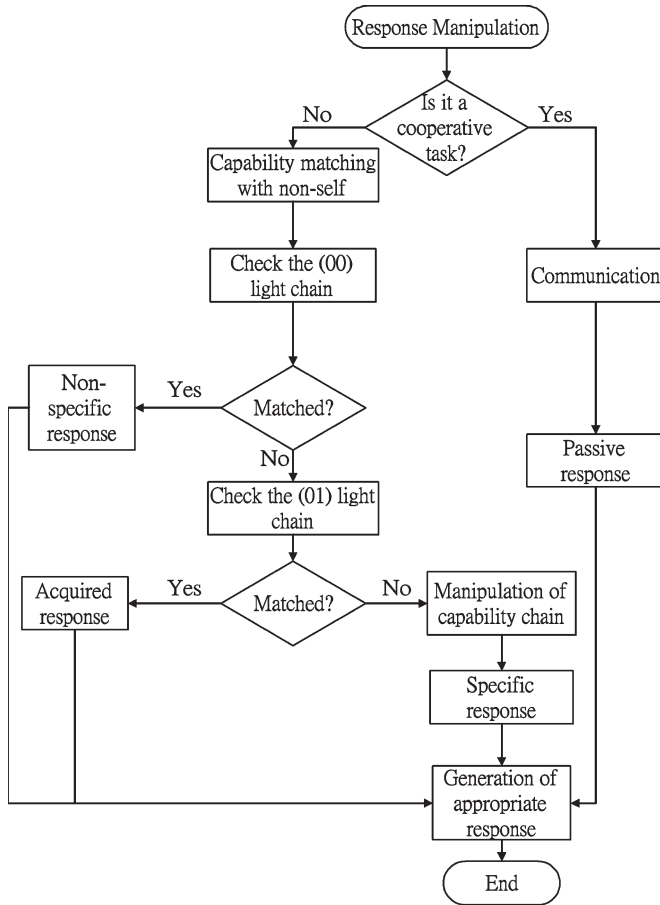 Response Manipulation
Is it a
cooperative
task?
No
Yes
Capability matching
with non-self
Check the (00)
light chain
Communication
Non-
specific
response
Yes
Matched?
No
Passive
response
Check the (01) light
chain
Acquired
response
Yes
Matched?
No
Manipulation of
capability chain
Specific
response
Generation of
appropriate
response
End